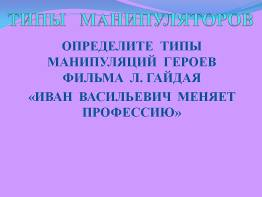 ТИПЫ МАНИПУЛЯТОРОВ
ОПРЕДЕЛИТЕ ТИПЫ
МАНИПУЛЯЦИЙ ГЕРОЕВ
ФИЛЬМА Л. ГАЙДАЯ
«ИВАН ВАСИЛЬЕВИЧ МЕНЯЕТ
ПРОФЕССИЮ»